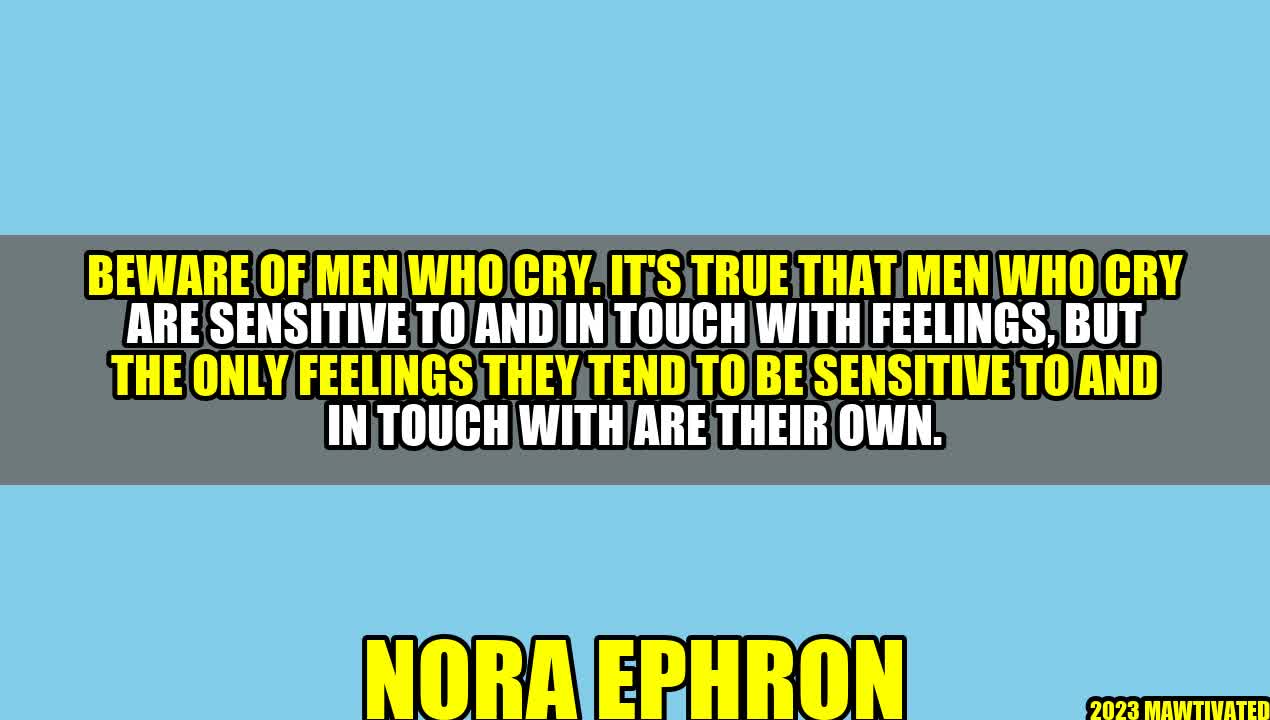 BEWARE OF MEN WHO CRY. IT'S TRUE THAT MEN WHO CRY
ARE SENSITIVE TO AND IN TOUCH WITH FEELINGS, BUT
THE ONLY FEELINGS THEY TEND TO BE SENSITIVE TO AND
IN TOUCH WITH ARE THEIR OWN.
NORA EPHRON
2023 MAWTIVATED